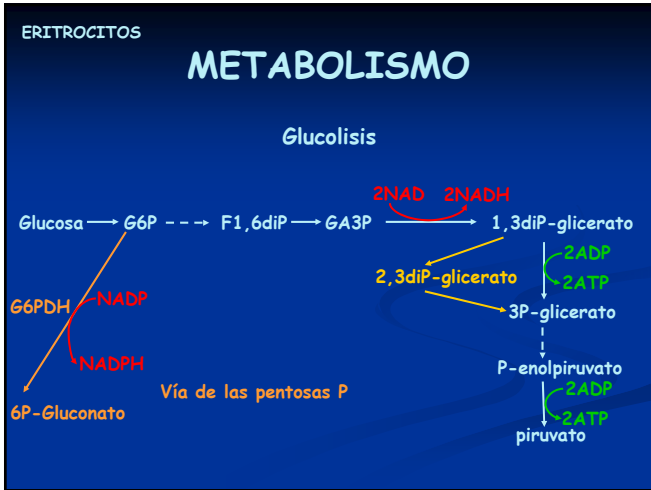 ERITROCITOS
METABOLISMO
Glucolisis
2NAD 2NADH
Glucosa G6P F1,6diP GA3P 1,3diP-glicerato
2ADP
2,3diP-glicerato
2ATP
G6PDH NADP
3P-glicerato
NADPH
P-enolpiruvato
Vía de las pentosas P
2ADP
6P-Gluconato
2ATP
piruvato